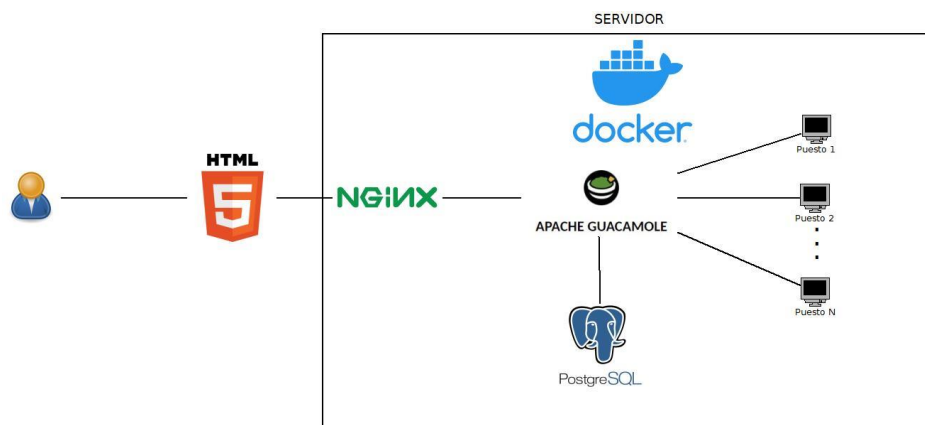 SERVIDOR
docker
HTML
5
NGINX
APACHE GUACAMOLE
PostgreSQL
Puesto 1
Puesto 2
Puesto N